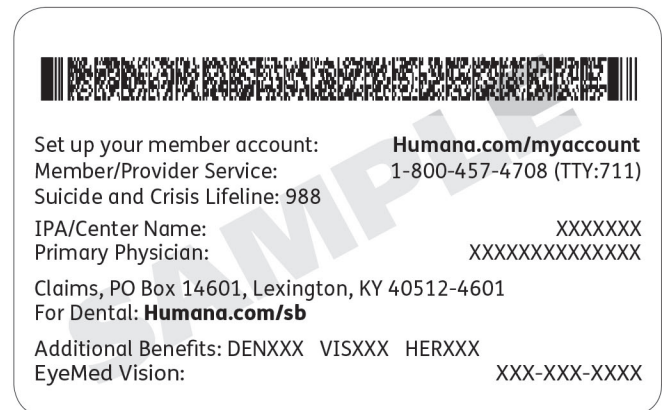 Set up your member account: Humana.com/myaccount
Member/Provider Service: 1-800-457-4708 (TTY:711)
Suicide and Crisis Lifeline: 988
IPA/Center Name: XXXXXXX
Primary Physician: XXXXXXXXXXXXXX
Claims, PO Box 14601, Lexington, KY 40512-4601
For Dental: Humana.com/sb
Additional Benefits: DENXXX VISXXX HERXXX
EyeMed Vision: XXX-XXX-XXXX
SAMPLE